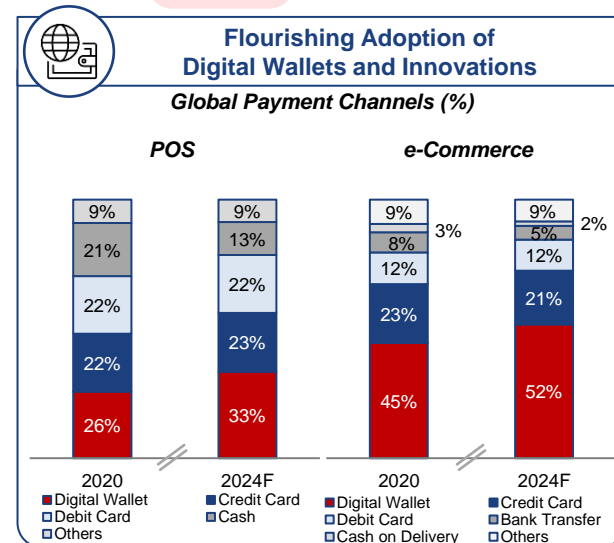 Flourishing Adoption of
Digital Wallets and Innovations
Global Payment Channels (%)
POS
9%
21%
22%
22%
26%
2020
9%
13%
22%
23%
33%
2024F
Digital Wallet
Credit Card
Debit Card
Cash
Others
e-Commerce
9%
3%
8%
12%
23%
45%
2020
9%
2%
5%
12%
21%
52%
2024F
Digital Wallet
Credit Card
Debit Card
Bank Transfer
Cash on Delivery
Others